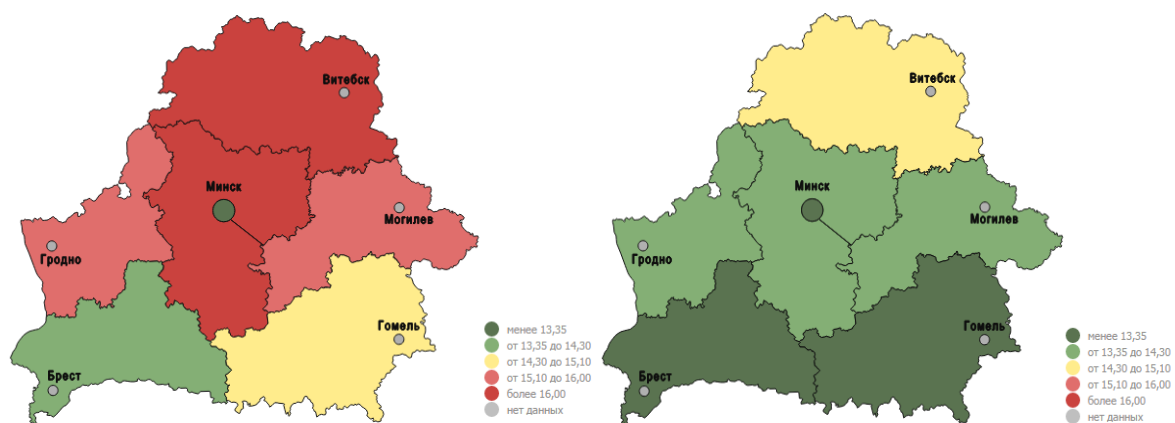 Витебск
Минск
Могилев
Гродно
Гомель
Брест
менее 13,35
от 13,35 до 14,30
от 14,30 до 15,10
от 15,10 до 16,00
более 16,00
нет данных
Витебск
Минск
Могилев
Гродно
Гомель
Брест
менее 13,35
от 13,35 до 14,30
от 14,30 до 15,10
от 15,10 до 16,00
более 16,00
нет данных